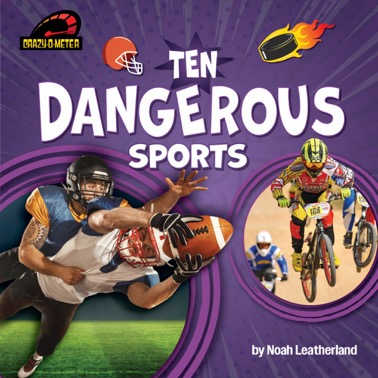 CRAZY-O-METER
TEN
DANGEROUS
SPORTS
by Noah Leatherland